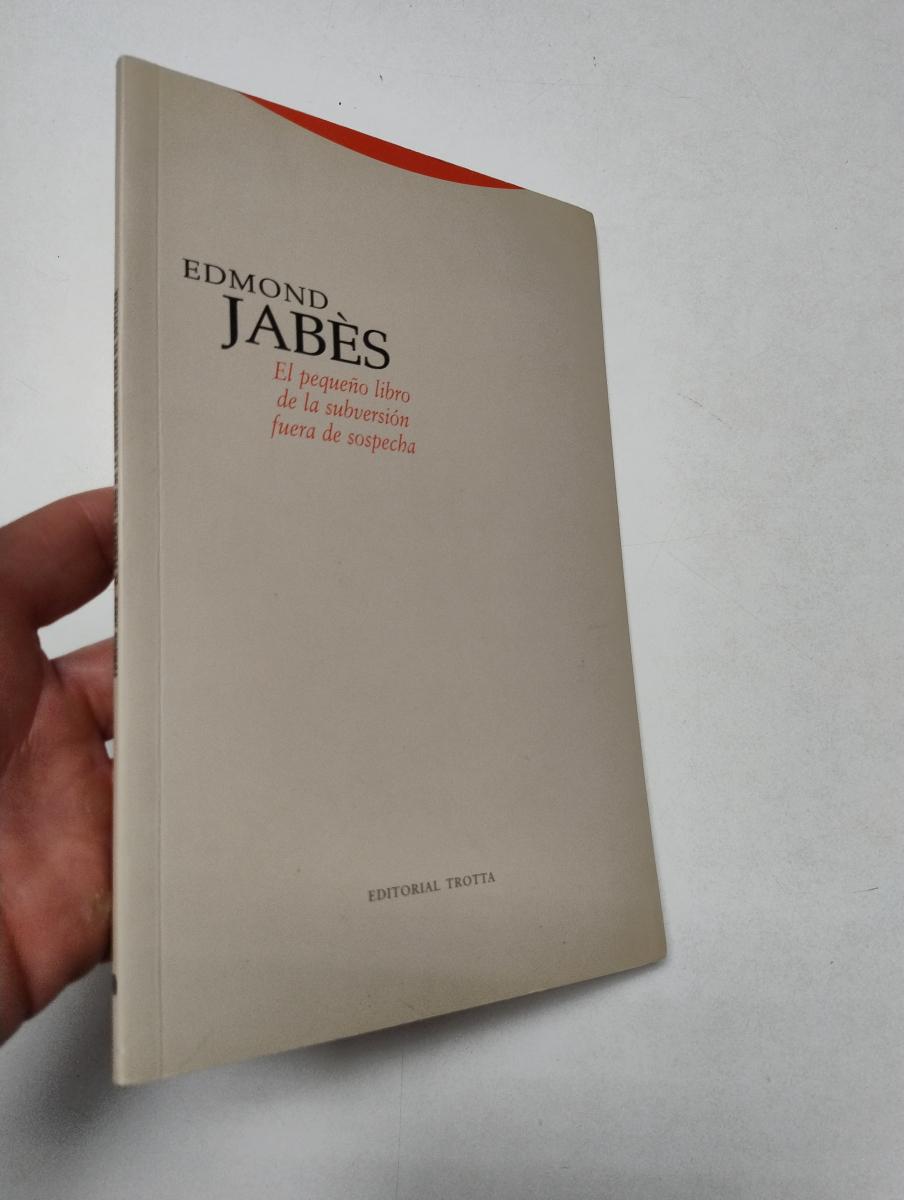 EDMOND
JABÈS
El pequeño libro
de la subversión
fuera de sospecha
EDITORIAL TROTTA